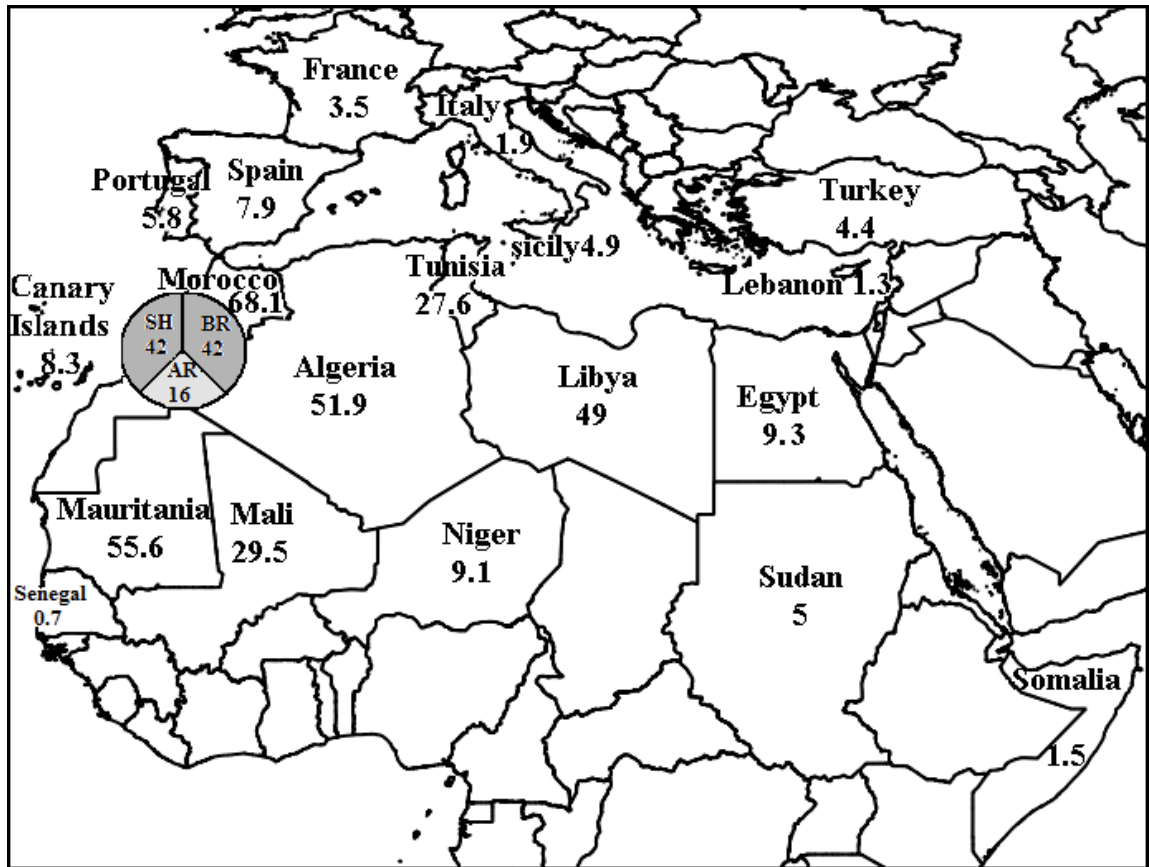 France
3.5
Italy
1.9
Portugal
5.8
Spain
7.9
Turkey
4.4
sicily4.9
Lebanon 1.3
Canary
Islands
8.3
Morocco
68.1
SH
42
BR
42
AR
16
Tunisia
27.6
Algeria
51.9
Libya
49
Egypt
9.3
Mauritania
55.6
Mali
29.5
Niger
9.1
Sudan
5
Senegal
0.7
Somalia
1.5